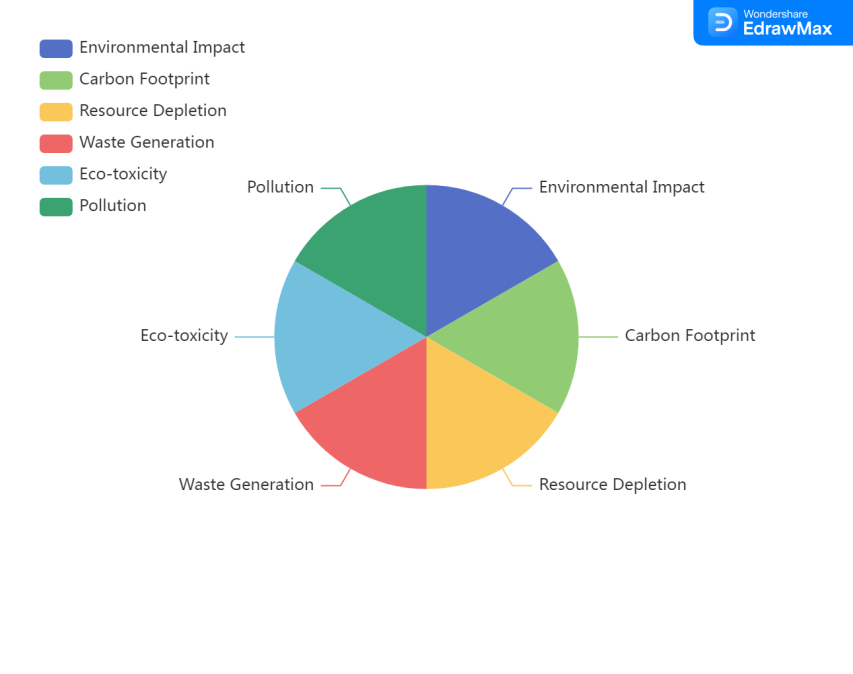 Wondershare
EdrawMax
Environmental Impact
Carbon Footprint
Resource Depletion
Waste Generation
Eco-toxicity
Pollution
Pollution
Environmental Impact
Eco-toxicity
Carbon Footprint
Waste Generation
Resource Depletion